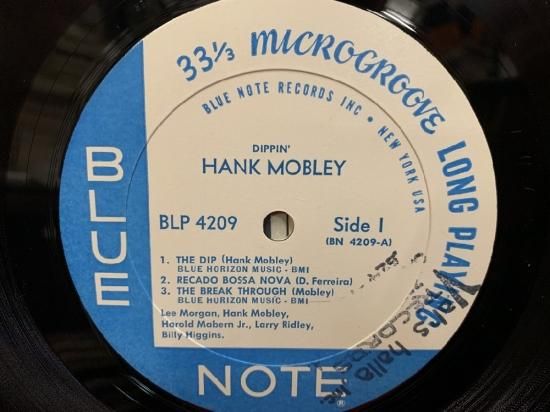 33⅓ MICROGROOVE LONG PLAYING
BLUE NOTE RECORDS INC • NEW YORK USA
DIPPIN'
HANK MOBLEY
BLP 4209
Side 1
(BN 4209-A)
1. THE DIP (Hank Mobley)
BLUE HORIZON MUSIC - BMI
2. RECADO BOSSA NOVA (D. Ferreira)
3. THE BREAK THROUGH (Mobley)
BLUE HORIZON MUSIC - BMI
Lee Morgan, Hank Mobley,
Harold Mabern Jr., Larry Ridley,
Billy Higgins.
BLUE
NOTE®
RECORDS